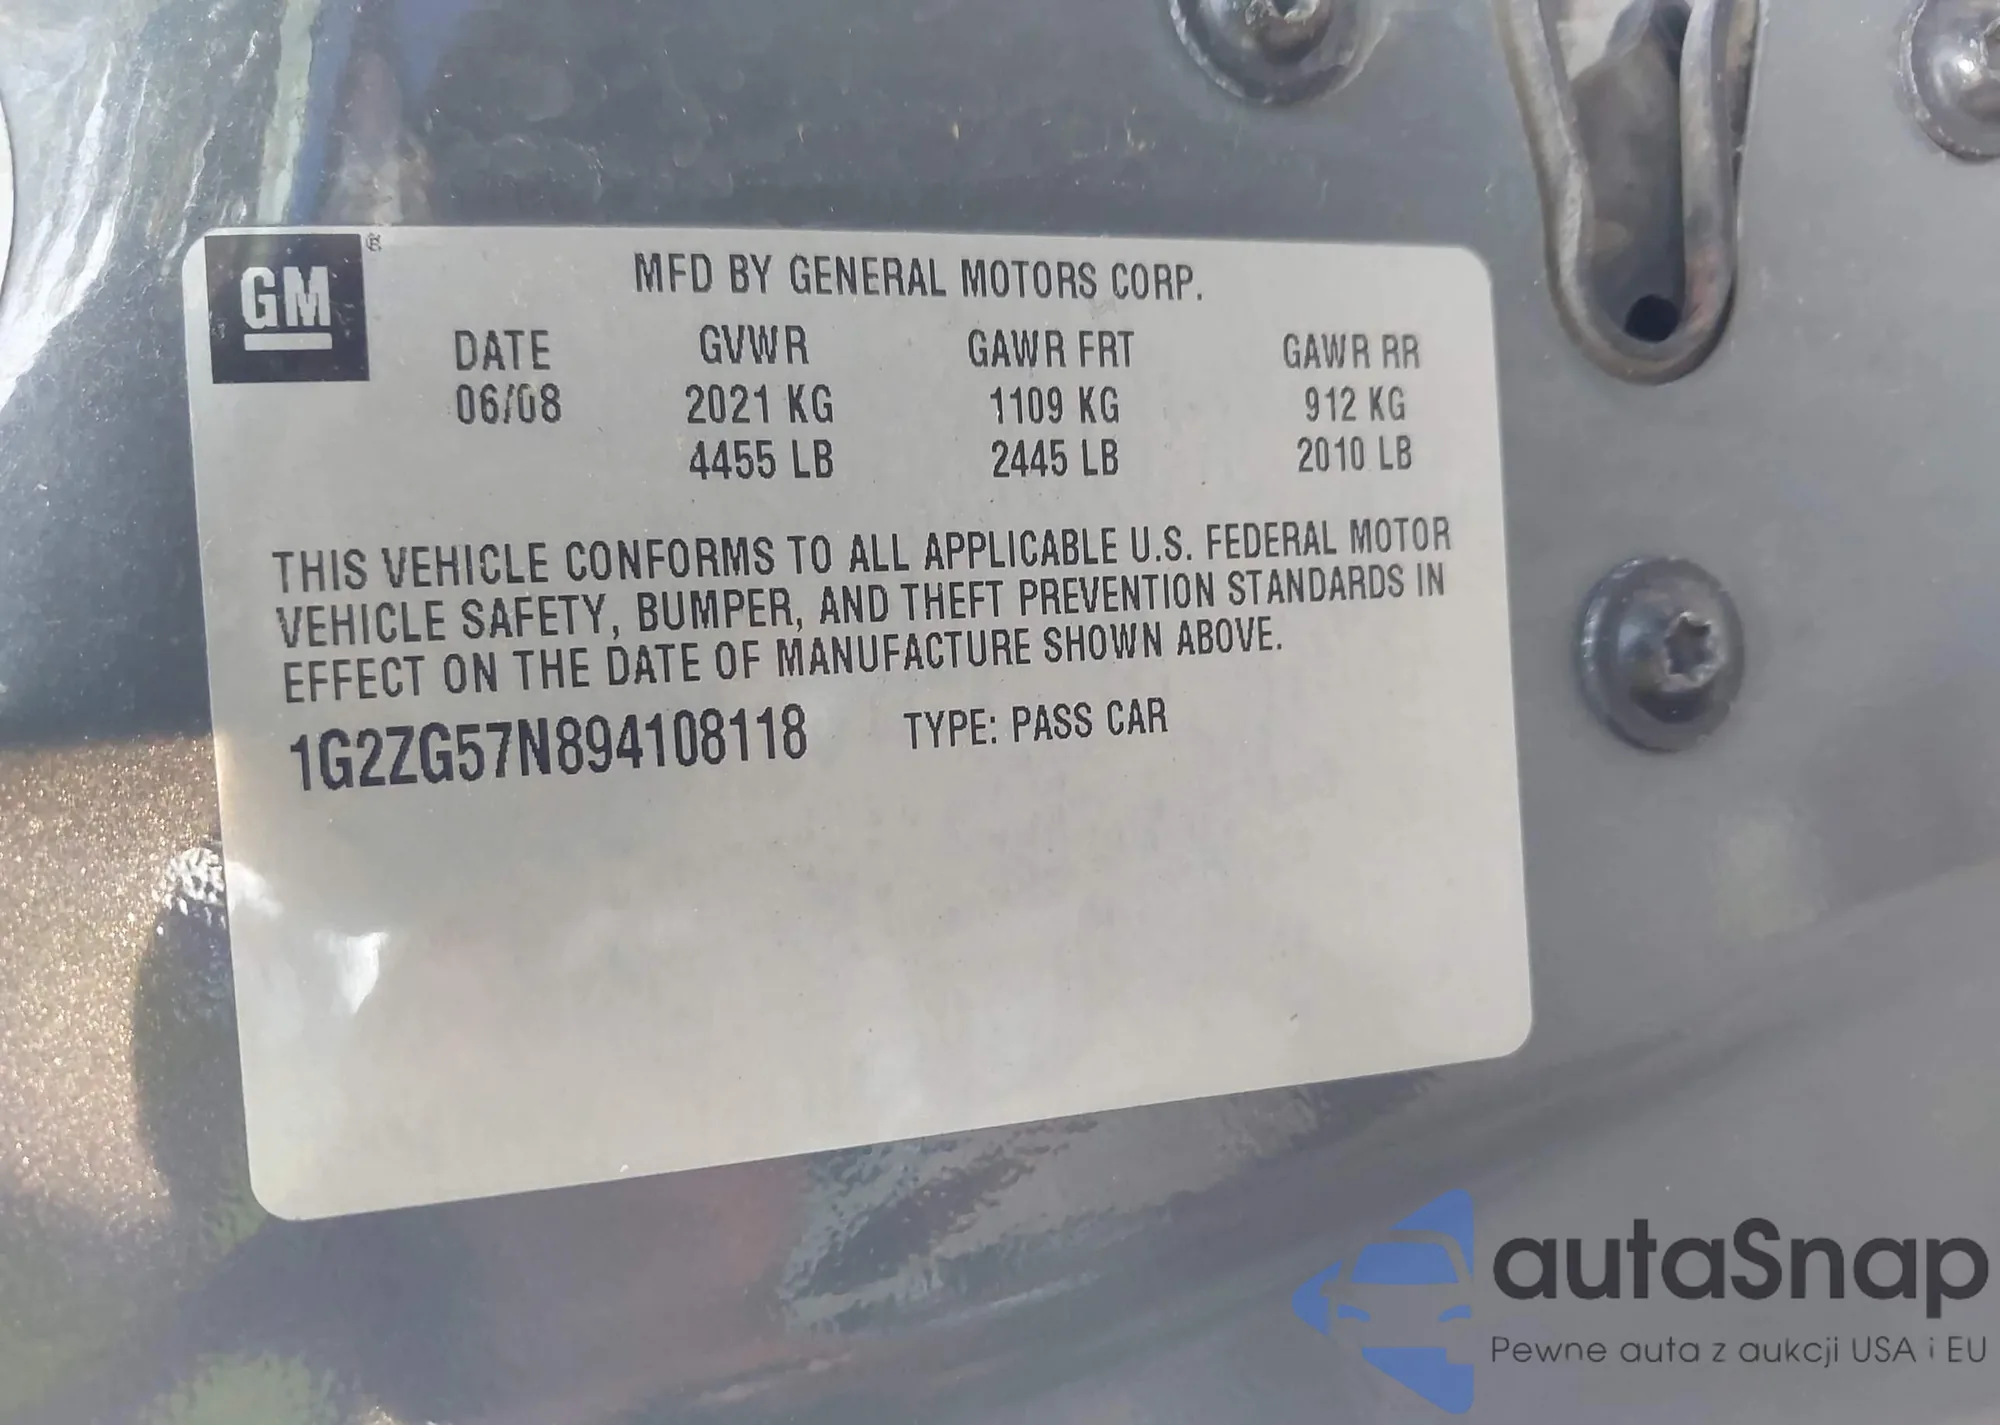 GM ®
MFD BY GENERAL MOTORS CORP.
DATE GVWR GAWR FRT GAWR RR
06/08 2021 KG 1109 KG 912 KG
4455 LB 2445 LB 2010 LB
THIS VEHICLE CONFORMS TO ALL APPLICABLE U.S. FEDERAL MOTOR
VEHICLE SAFETY, BUMPER, AND THEFT PREVENTION STANDARDS IN
EFFECT ON THE DATE OF MANUFACTURE SHOWN ABOVE.
1G2ZG57N894108118 TYPE: PASS CAR
autaSnap
Pewne auta z aukcji USA i EU